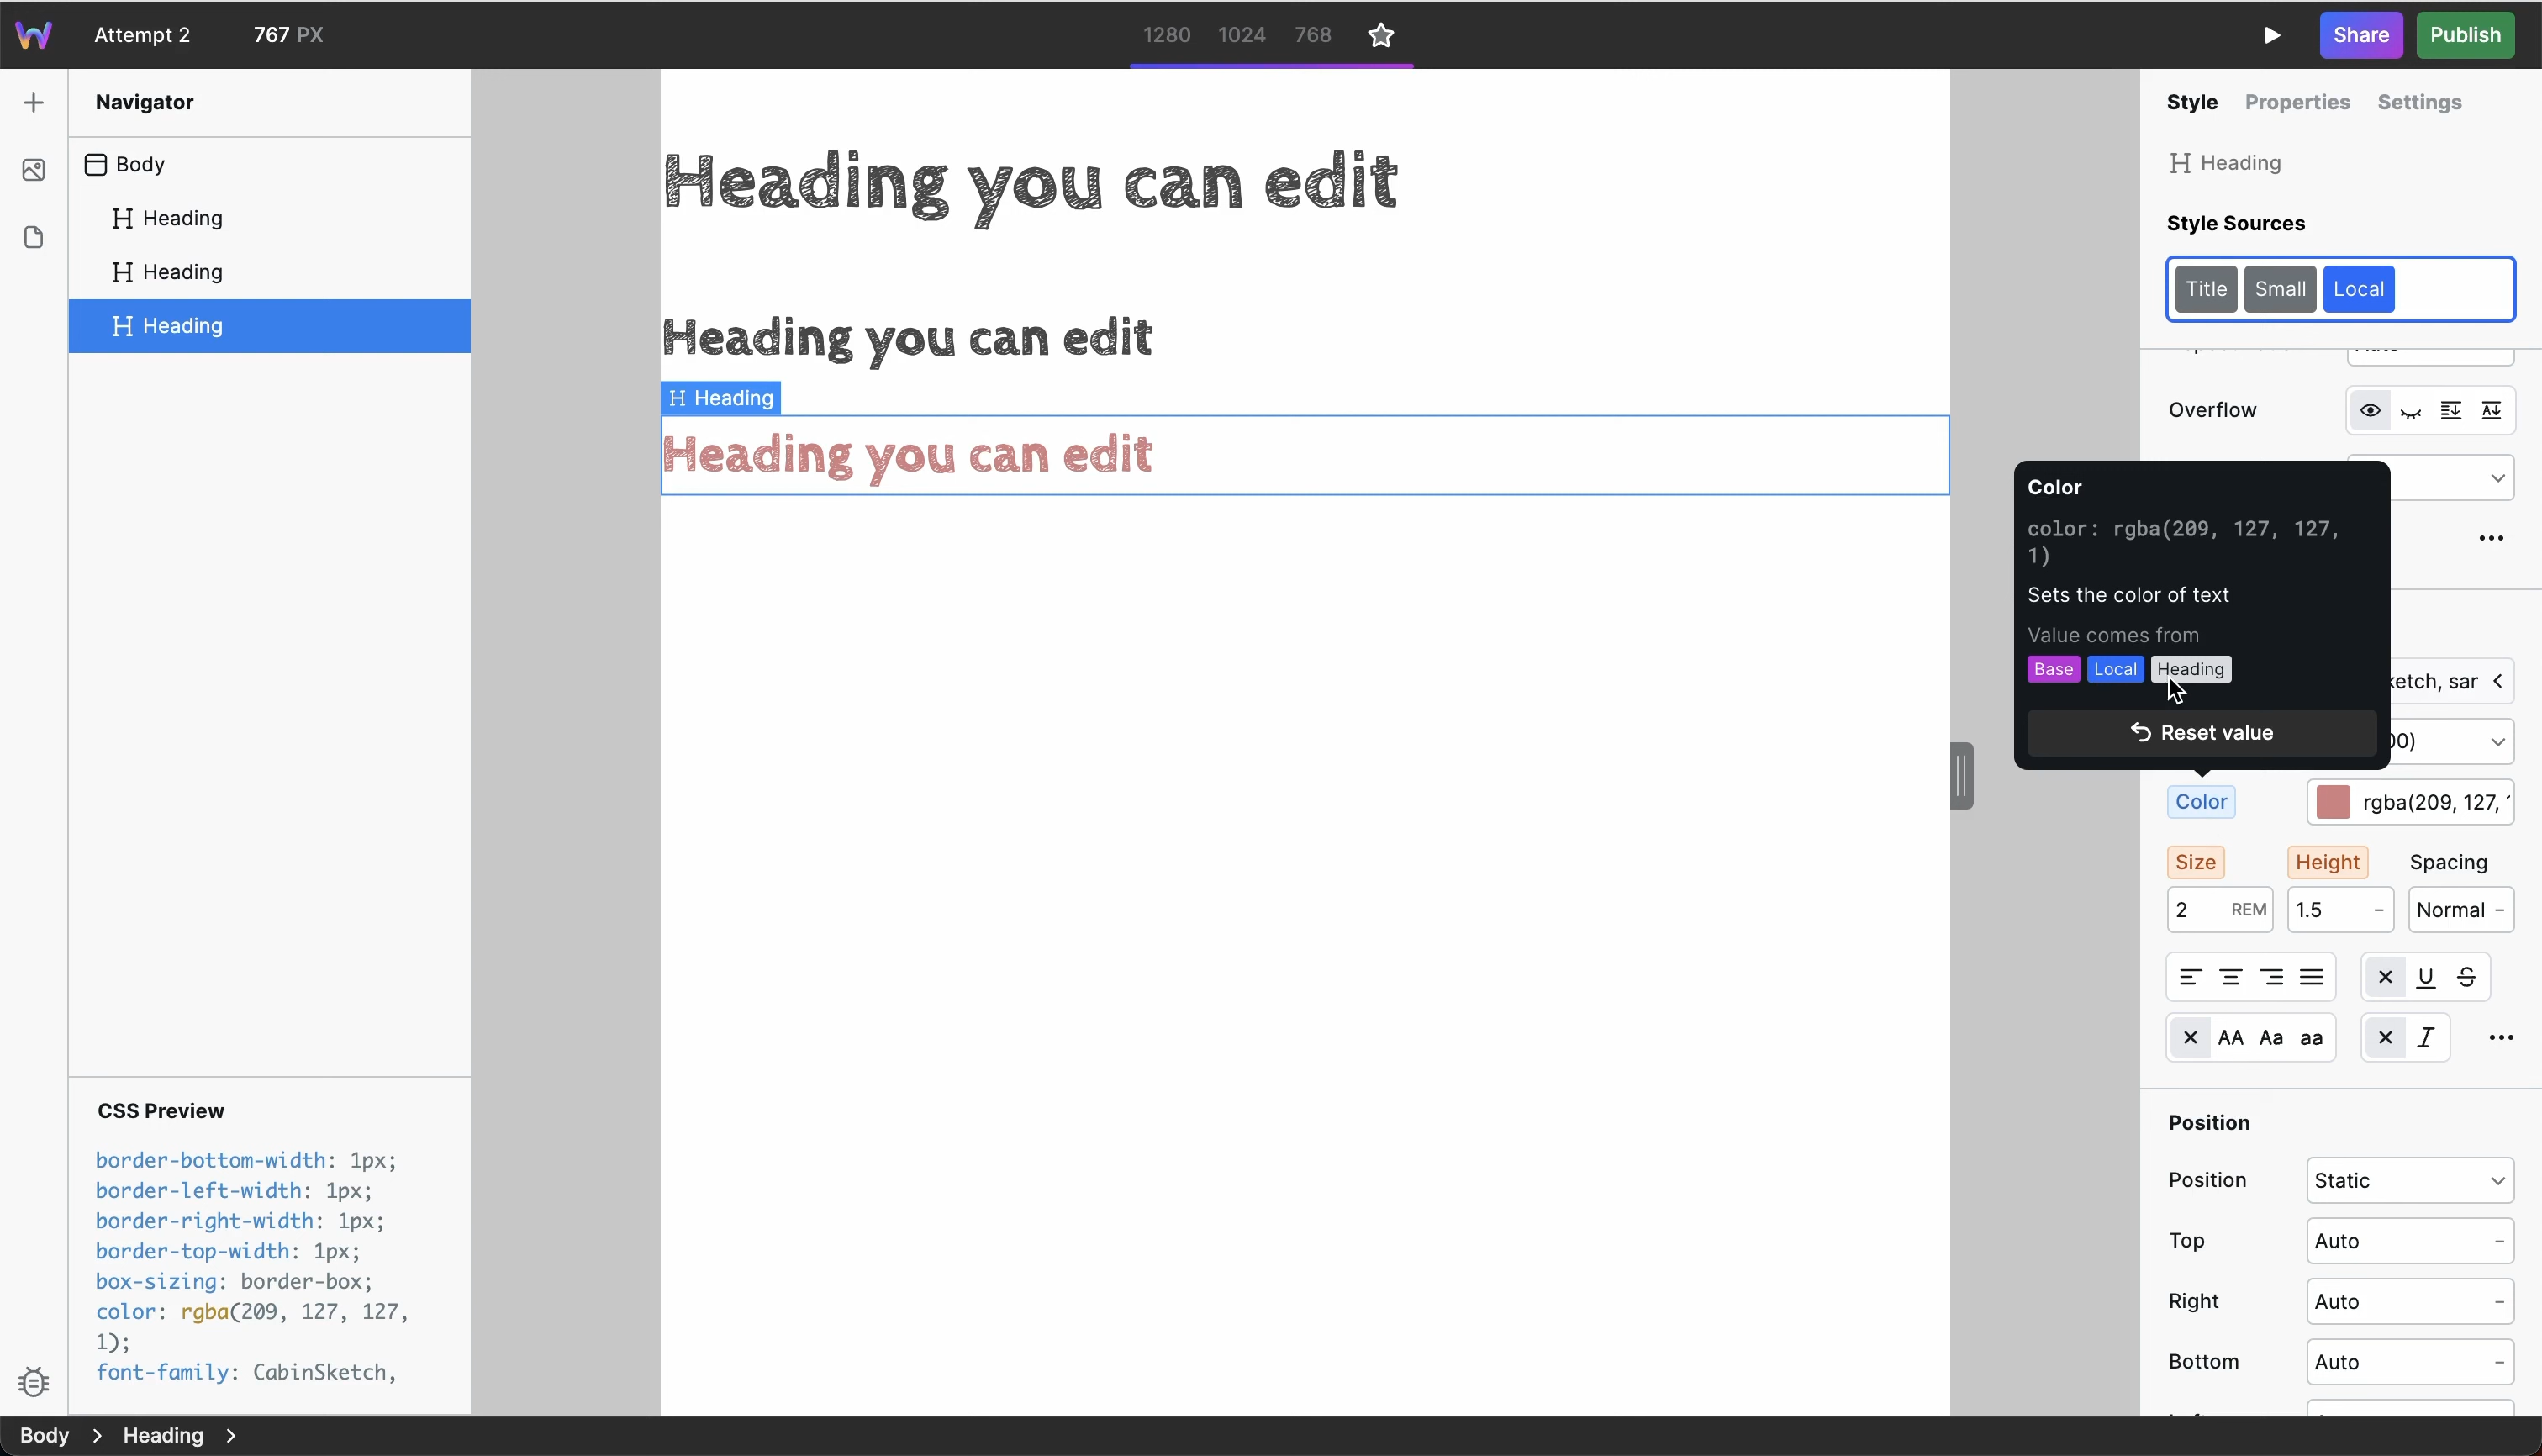 Attempt 2 767 PX 1280 1024 768 Share Publish
Navigator
Body
Heading
Heading
Heading
CSS Preview
border-bottom-width: 1px;
border-left-width: 1px;
border-right-width: 1px;
border-top-width: 1px;
box-sizing: border-box;
color: rgba(209, 127, 127,
1);
font-family: CabinSketch,
Heading you can edit
Heading you can edit
Heading
Heading you can edit
Style Properties Settings
Heading
Style Sources
Title Small Local
Overflow
Color
color: rgba(209, 127, 127,
1)
Sets the color of text
Value comes from
Base Local Heading
Reset value
etch, sar
00)
Color rgba(209, 127,
Size Height Spacing
2 REM 1.5 – Normal –
U S
AA Aa aa I
Position
Position Static
Top Auto –
Right Auto –
Bottom Auto –
Body > Heading >